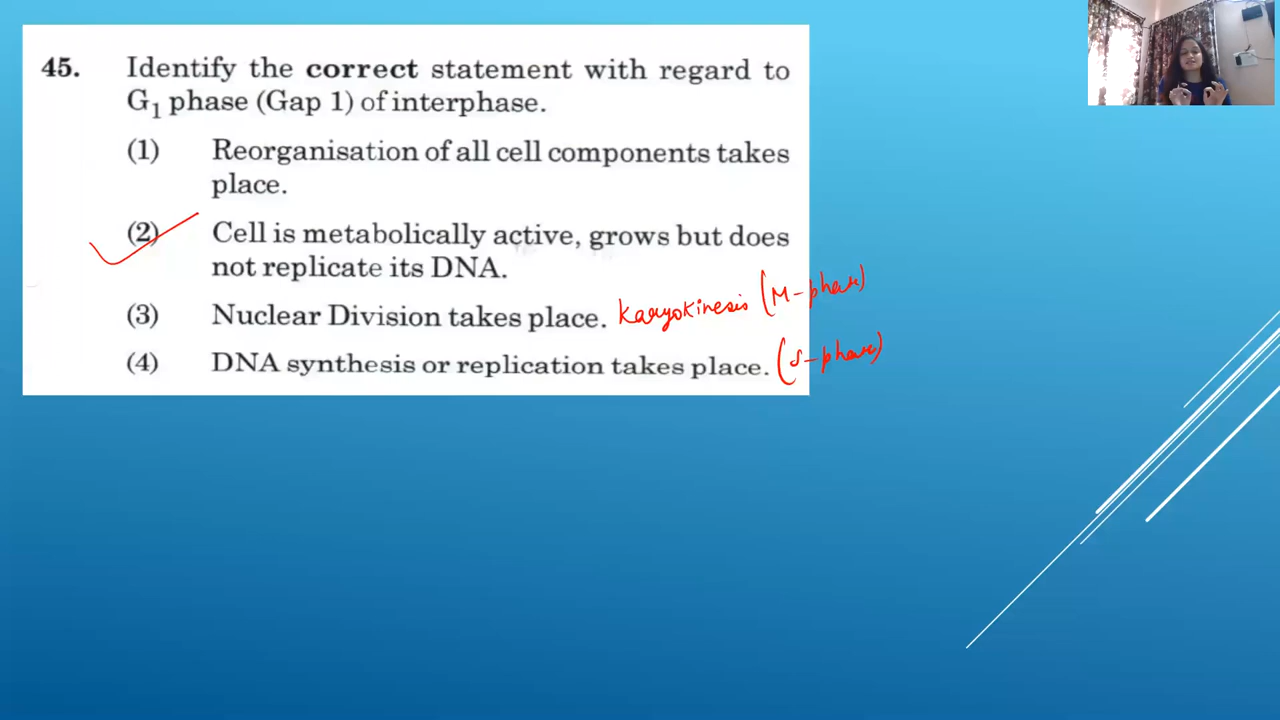 45. Identify the correct statement with regard to
G₁ phase (Gap 1) of interphase.
(1) Reorganisation of all cell components takes
place.
(2) Cell is metabolically active, grows but does
not replicate its DNA.
(3) Nuclear Division takes place. Karyokinesis (M-phase)
(4) DNA synthesis or replication takes place. (S-phase)